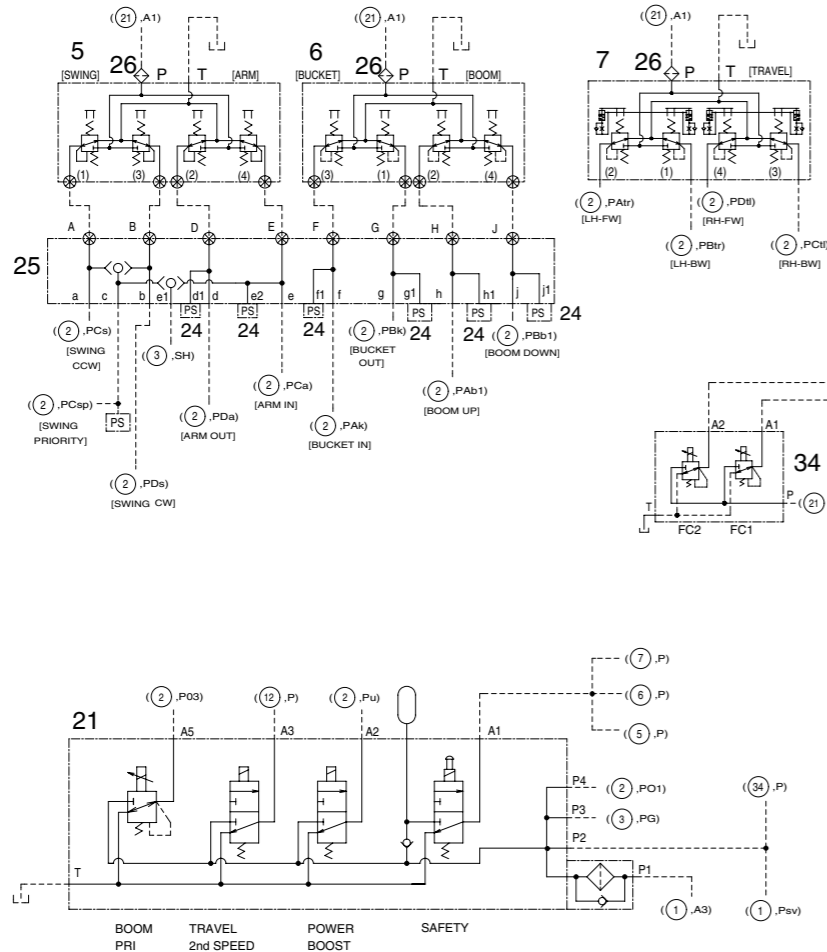 (21 ,A1) (21 ,A1) (21 ,A1)
5 26 P T 6 26 P T 7 26 P T
[SWING] [ARM] [BUCKET] [BOOM] [TRAVEL]
(1) (3) (2) (4) (3) (1) (2) (4) (2) (1) (4) (3)
(2 ,PAtr) (2 ,PDtl)
[LH-FW] [RH-FW]
A B D E F G H J
(2 ,PBtr) (2 ,PCtl)
[LH-BW] [RH-BW]
25
a c b e1 d1 d e2 e f1 f g g1 h h1 j j1
PS PS PS PS PS PS
24 24 24 24 24 24
(2 ,PCs) (3 ,SH) (2 ,PBk) (2 ,PBb1)
[SWING CCW] [BUCKET OUT] [BOOM DOWN]
(2 ,PCa) (2 ,PAb1)
[ARM IN] [BOOM UP]
(2 ,PCsp) PS (2 ,PDa) (2 ,PAk)
[SWING PRIORITY] [ARM OUT] [BUCKET IN]
(2 ,PDs)
[SWING CW]
A2 A1
34
P (21
T
FC2 FC1
(7 ,P)
(2 ,P03) (12 ,P) (2 ,Pu) (6 ,P)
21
(5 ,P)
A5 A3 A2 A1
P4 (2 ,PO1) (34 ,P)
P3 (3 ,PG)
P2
T P1
(1 ,A3) (1 ,Psv)
BOOM PRI
TRAVEL 2nd SPEED
POWER BOOST
SAFETY